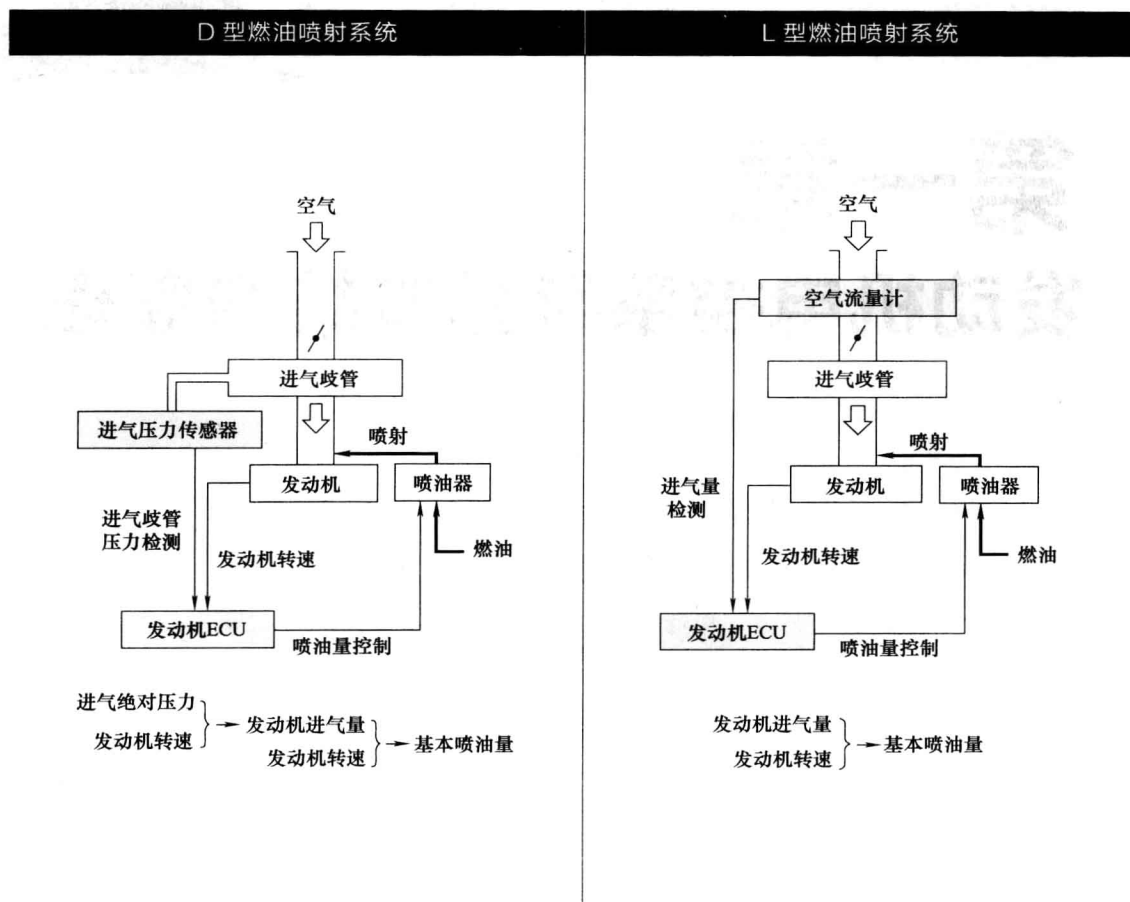 D 型燃油喷射系统
空气
进气歧管
进气压力传感器
喷射
发动机
喷油器
进气歧管
压力检测
发动机转速
燃油
发动机ECU
喷油量控制
进气绝对压力
发动机转速
发动机进气量
发动机转速
基本喷油量
L 型燃油喷射系统
空气
空气流量计
进气歧管
喷射
发动机
喷油器
进气量
检测
发动机转速
燃油
发动机ECU
喷油量控制
发动机进气量
发动机转速
基本喷油量